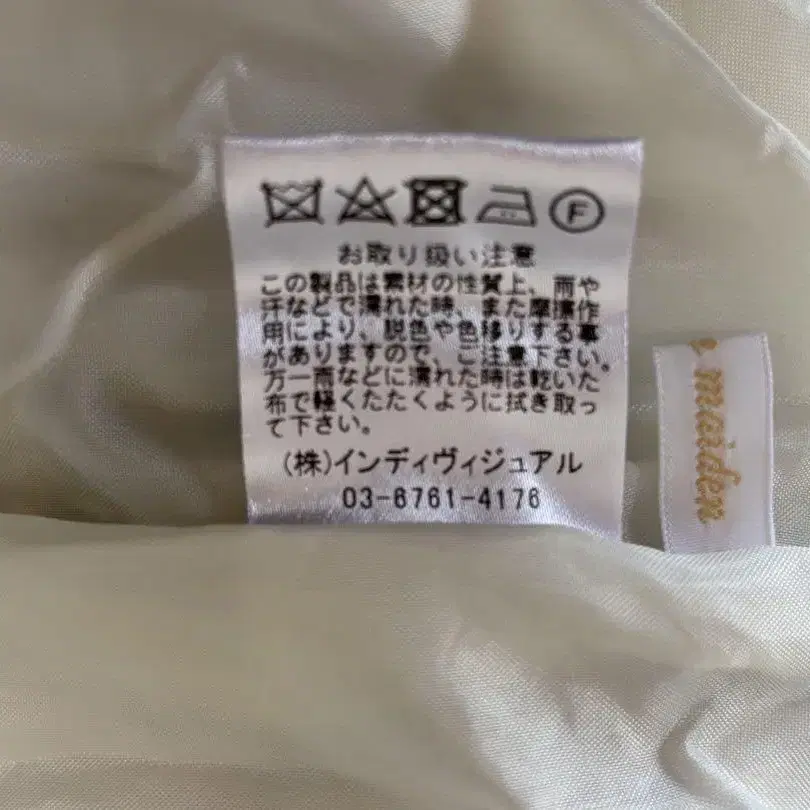 F
お取り扱い注意
この製品は素材の性質上、雨や
汗などで濡れた時、また摩擦作
用により、脱色や色移りする事
がありますので、ご注意下さい。
万一雨などに濡れた時は乾いた
布で軽くたたくように拭き取っ
て下さい。
(株)インディヴィジュアル
03-6761-4176
maiden